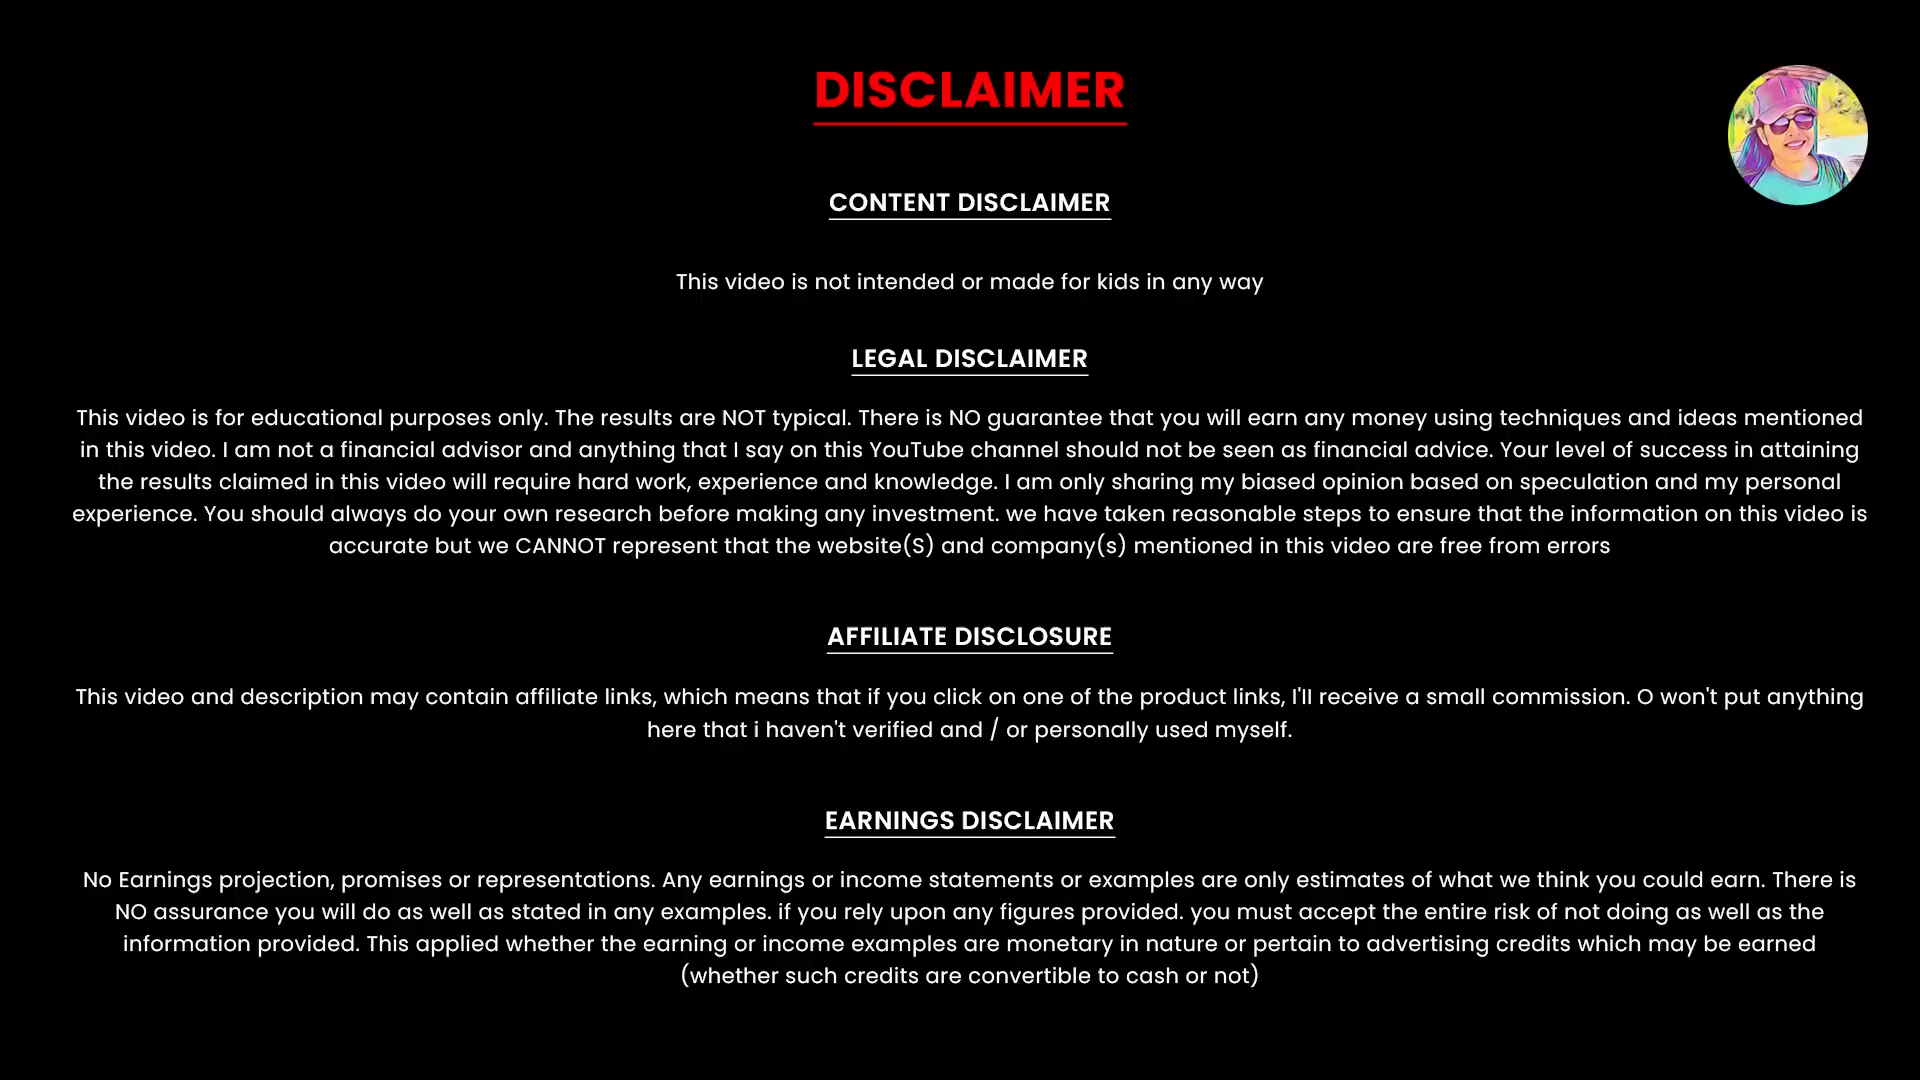 DISCLAIMER
CONTENT DISCLAIMER
This video is not intended or made for kids in any way
LEGAL DISCLAIMER
This video is for educational purposes only. The results are NOT typical. There is NO guarantee that you will earn any money using techniques and ideas mentioned
in this video. I am not a financial advisor and anything that I say on this YouTube channel should not be seen as financial advice. Your level of success in attaining
the results claimed in this video will require hard work, experience and knowledge. I am only sharing my biased opinion based on speculation and my personal
experience. You should always do your own research before making any investment. we have taken reasonable steps to ensure that the information on this video is
accurate but we CANNOT represent that the website(S) and company(s) mentioned in this video are free from errors
AFFILIATE DISCLOSURE
This video and description may contain affiliate links, which means that if you click on one of the product links, I'II receive a small commission. O won't put anything
here that i haven't verified and / or personally used myself.
EARNINGS DISCLAIMER
No Earnings projection, promises or representations. Any earnings or income statements or examples are only estimates of what we think you could earn. There is
NO assurance you will do as well as stated in any examples. if you rely upon any figures provided. you must accept the entire risk of not doing as well as the
information provided. This applied whether the earning or income examples are monetary in nature or pertain to advertising credits which may be earned
(whether such credits are convertible to cash or not)